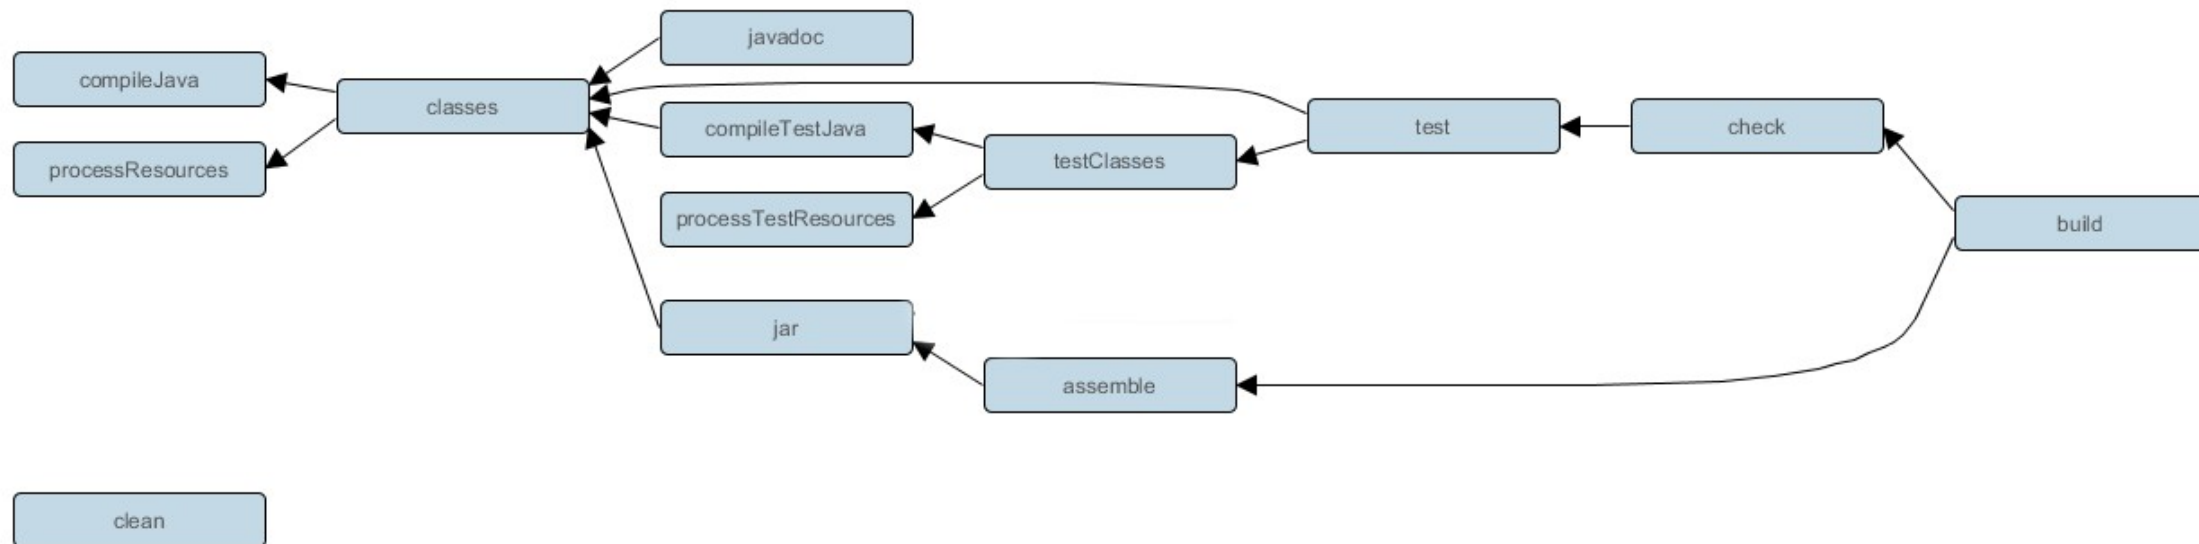 javadoc
compileJava
classes
compileTestJava
test
check
processResources
testClasses
processTestResources
build
jar
assemble
clean